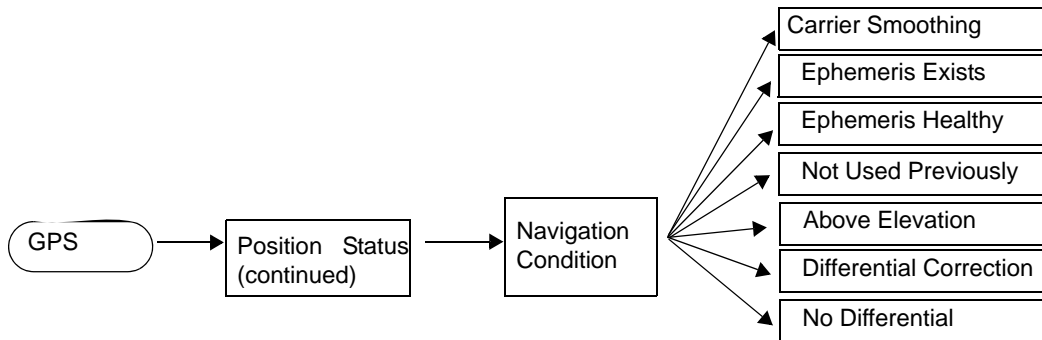 GPS
Position Status
(continued)
Navigation
Condition
Carrier Smoothing
Ephemeris Exists
Ephemeris Healthy
Not Used Previously
Above Elevation
Differential Correction
No Differential